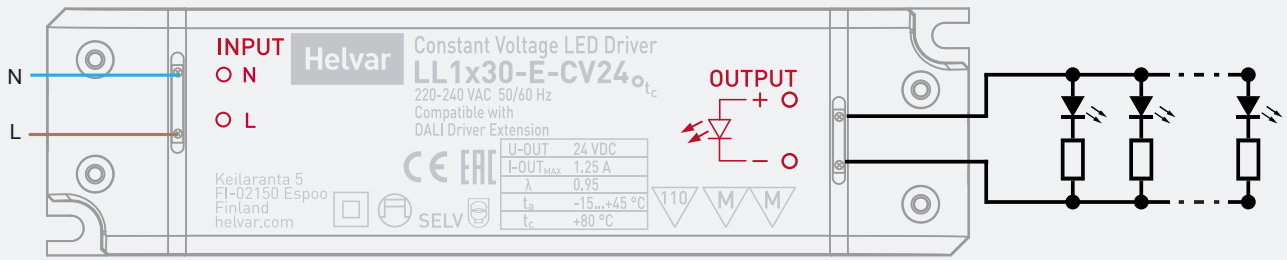 N
L
INPUT
N
L
Helvar
Constant Voltage LED Driver
LL1x30-E-CV24
tc
220-240 VAC 50/60 Hz
Compatible with
DALI Driver Extension
OUTPUT
+
–
U-OUT 24 VDC
I-OUTMAX 1.25 A
λ 0.95
ta -15...+45 °C
tc +80 °C
Keilaranta 5
FI-02150 Espoo
Finland
helvar.com
CE EAC
SELV
110
M
M